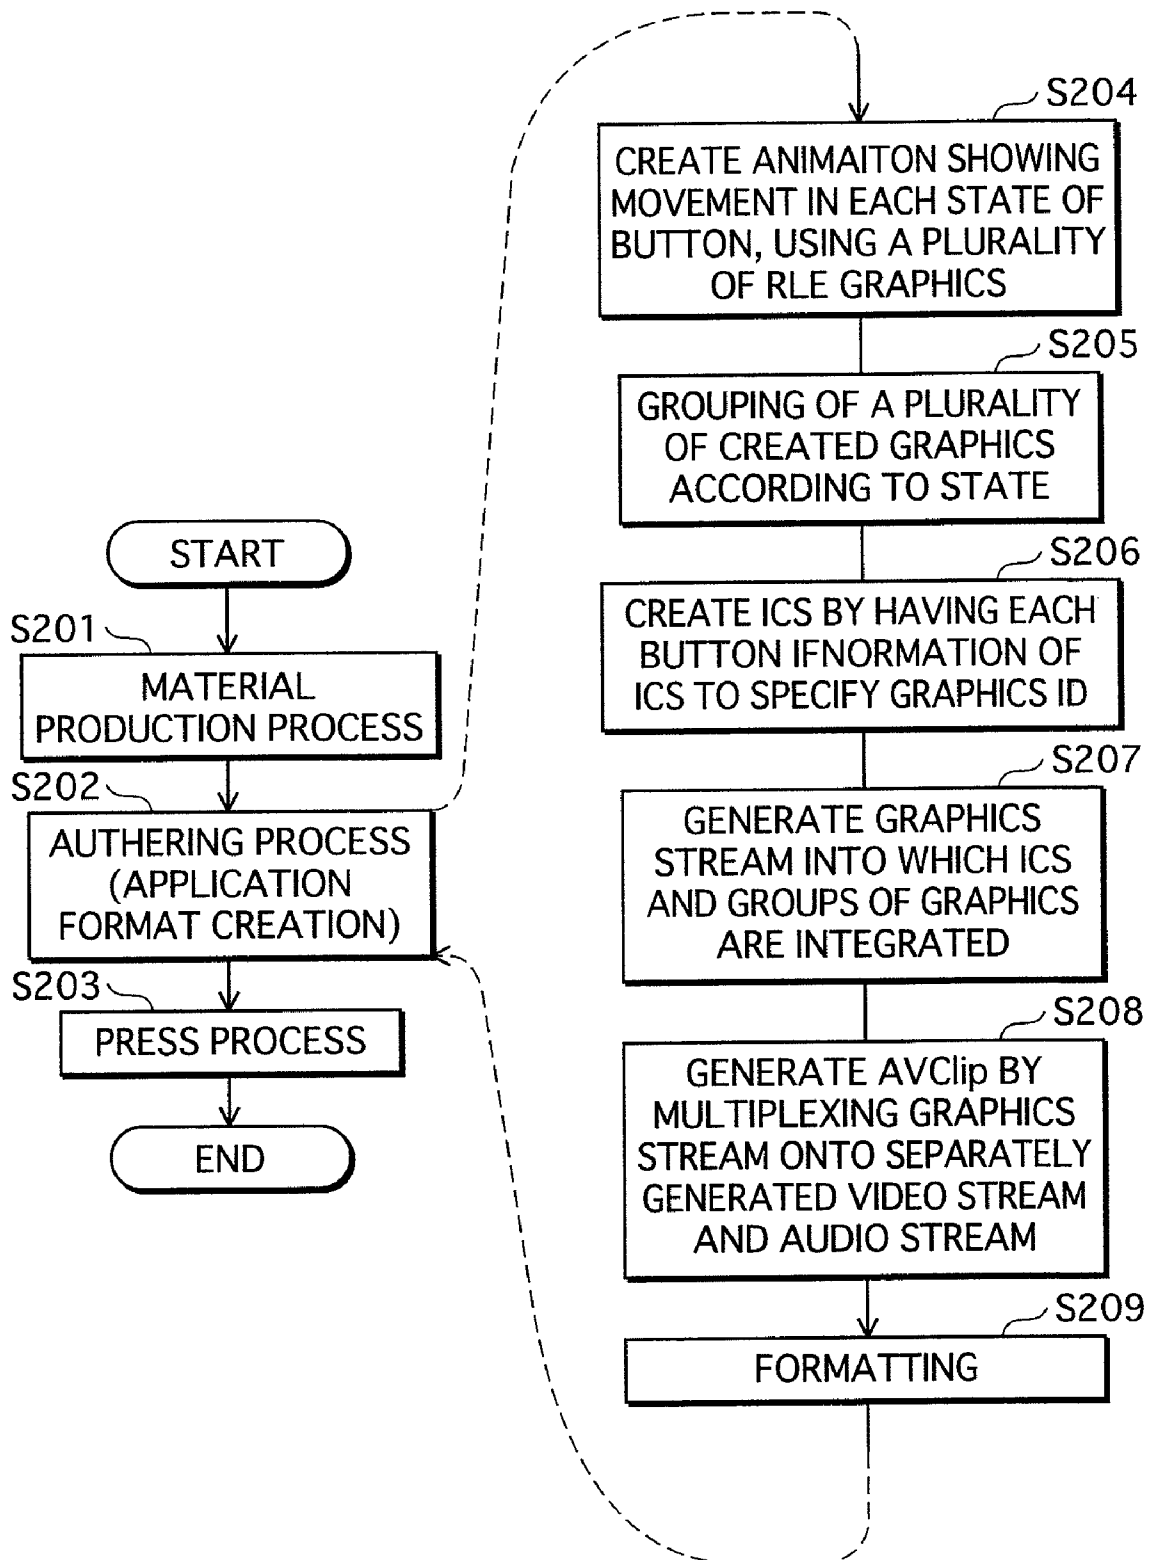 START
S201
MATERIAL
PRODUCTION PROCESS
S202
AUTHERING PROCESS
(APPLICATION
FORMAT CREATION)
S203
PRESS PROCESS
END
S204
CREATE ANIMAITON SHOWING
MOVEMENT IN EACH STATE OF
BUTTON, USING A PLURALITY
OF RLE GRAPHICS
S205
GROUPING OF A PLURALITY
OF CREATED GRAPHICS
ACCORDING TO STATE
S206
CREATE ICS BY HAVING EACH
BUTTON IFNORMATION OF
ICS TO SPECIFY GRAPHICS ID
S207
GENERATE GRAPHICS
STREAM INTO WHICH ICS
AND GROUPS OF GRAPHICS
ARE INTEGRATED
S208
GENERATE AVClip BY
MULTIPLEXING GRAPHICS
STREAM ONTO SEPARATELY
GENERATED VIDEO STREAM
AND AUDIO STREAM
S209
FORMATTING